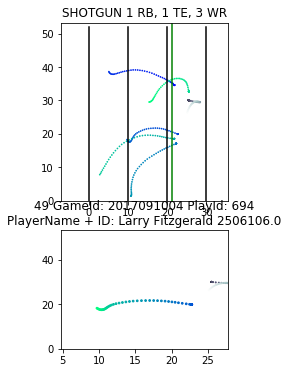 SHOTGUN 1 RB, 1 TE, 3 WR
50
40
30
20
10
0
0 10 20 30
49 GameId: 2017091004 PlayId: 694
PlayerName + ID: Larry Fitzgerald 2506106.0
40
20
0
5 10 15 20 25